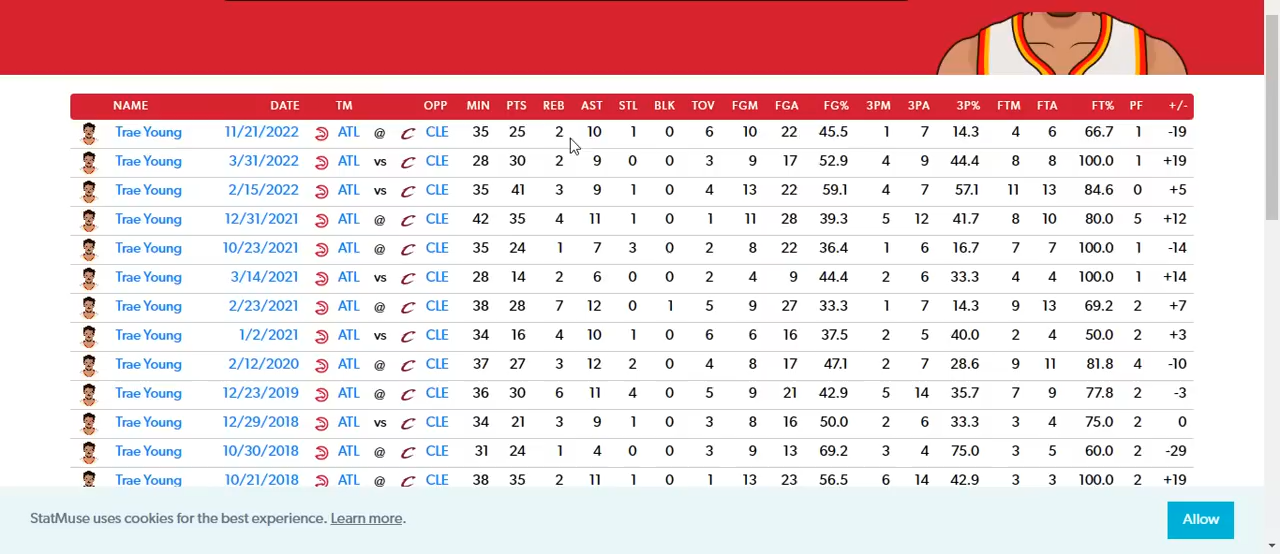 NAME DATE TM OPP MIN PTS REB AST STL BLK TOV FGM FGA FG% 3PM 3PA 3P% FTM FTA FT% PF +/-
Trae Young 11/21/2022 ATL @ CLE 35 25 2 10 1 0 6 10 22 45.5 1 7 14.3 4 6 66.7 1 -19
Trae Young 3/31/2022 ATL vs CLE 28 30 2 9 0 0 3 9 17 52.9 4 9 44.4 8 8 100.0 1 +19
Trae Young 2/15/2022 ATL vs CLE 35 41 3 9 1 0 4 13 22 59.1 4 7 57.1 11 13 84.6 0 +5
Trae Young 12/31/2021 ATL @ CLE 42 35 4 11 1 0 1 11 28 39.3 5 12 41.7 8 10 80.0 5 +12
Trae Young 10/23/2021 ATL @ CLE 35 24 1 7 3 0 2 8 22 36.4 1 6 16.7 7 7 100.0 1 -14
Trae Young 3/14/2021 ATL vs CLE 28 14 2 6 0 0 2 4 9 44.4 2 6 33.3 4 4 100.0 1 +14
Trae Young 2/23/2021 ATL @ CLE 38 28 7 12 0 1 5 9 27 33.3 1 7 14.3 9 13 69.2 2 +7
Trae Young 1/2/2021 ATL vs CLE 34 16 4 10 1 0 6 6 16 37.5 2 5 40.0 2 4 50.0 2 +3
Trae Young 2/12/2020 ATL @ CLE 37 27 3 12 2 0 4 8 17 47.1 2 7 28.6 9 11 81.8 4 -10
Trae Young 12/23/2019 ATL @ CLE 36 30 6 11 4 0 5 9 21 42.9 5 14 35.7 7 9 77.8 2 -3
Trae Young 12/29/2018 ATL vs CLE 34 21 3 9 1 0 3 8 16 50.0 2 6 33.3 3 4 75.0 2 0
Trae Young 10/30/2018 ATL @ CLE 31 24 1 4 0 0 3 9 13 69.2 3 4 75.0 3 5 60.0 2 -29
Trae Young 10/21/2018 ATL @ CLE 38 35 2 11 1 0 1 13 23 56.5 6 14 42.9 3 3 100.0 2 +19
StatMuse uses cookies for the best experience. Learn more.
Allow